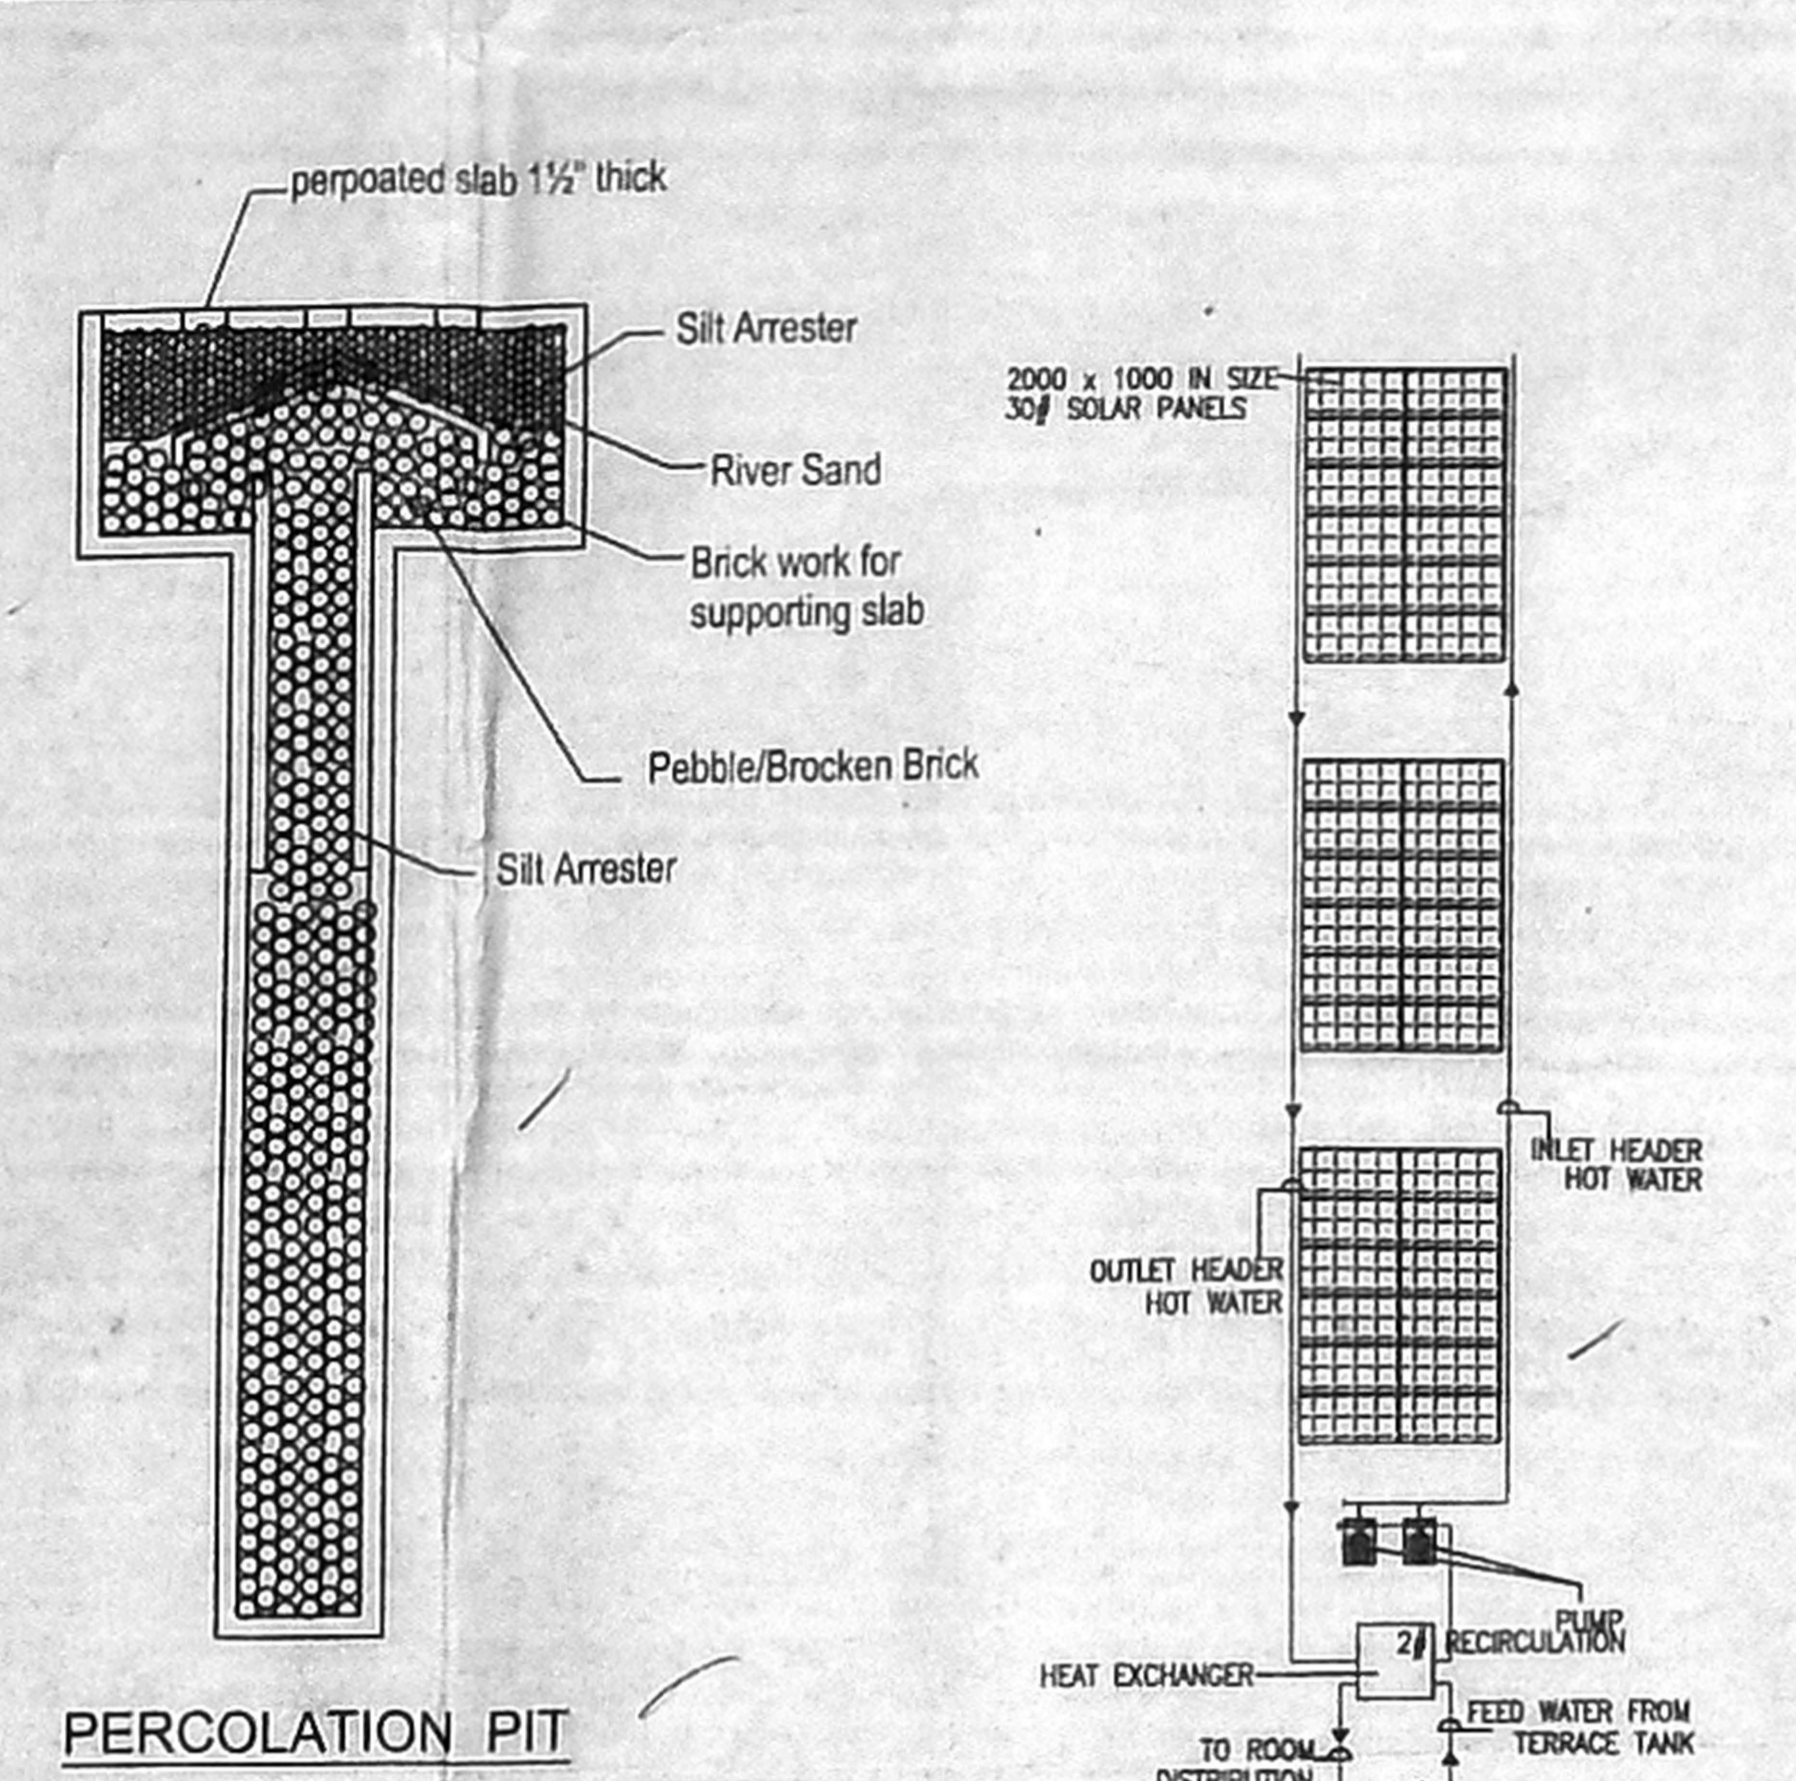 perpoated slab 1½" thick
Silt Arrester
River Sand
Brick work for
supporting slab
Pebble/Brocken Brick
Silt Arrester
PERCOLATION PIT
2000 x 1000 IN SIZE
30# SOLAR PANELS
INLET HEADER
HOT WATER
OUTLET HEADER
HOT WATER
PUMP
2# RECIRCULATION
HEAT EXCHANGER
FEED WATER FROM
TERRACE TANK
TO ROOM
DISTRIBUTION